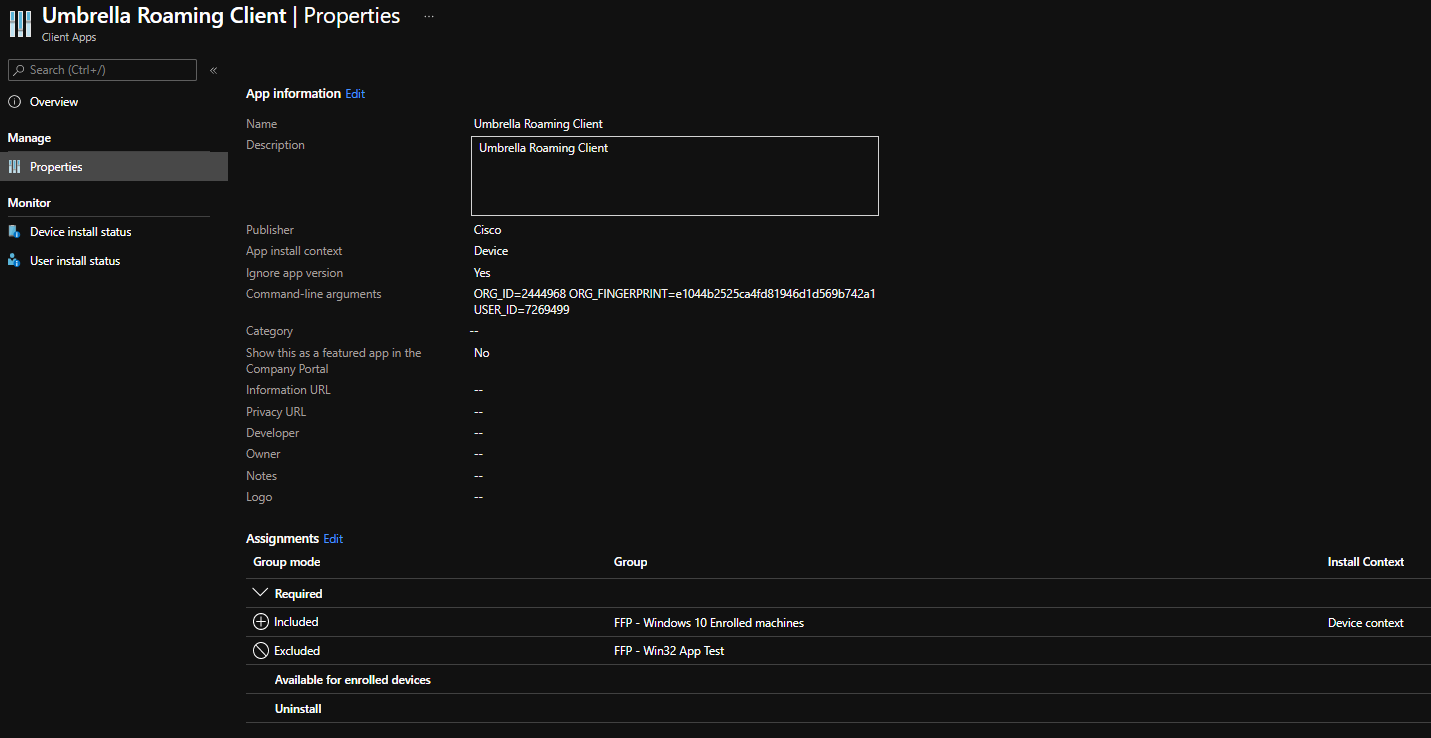 Umbrella Roaming Client | Properties ...
Client Apps
Search (Ctrl+/) «
Overview
Manage
Properties
Monitor
Device install status
User install status
App information Edit
Name Umbrella Roaming Client
Description Umbrella Roaming Client
Publisher Cisco
App install context Device
Ignore app version Yes
Command-line arguments ORG_ID=2444968 ORG_FINGERPRINT=e1044b2525ca4fd81946d1d569b742a1
USER_ID=7269499
Category --
Show this as a featured app in the No
Company Portal
Information URL --
Privacy URL --
Developer --
Owner --
Notes --
Logo --
Assignments Edit
Group mode Group Install Context
Required
Included FFP - Windows 10 Enrolled machines Device context
Excluded FFP - Win32 App Test
Available for enrolled devices
Uninstall